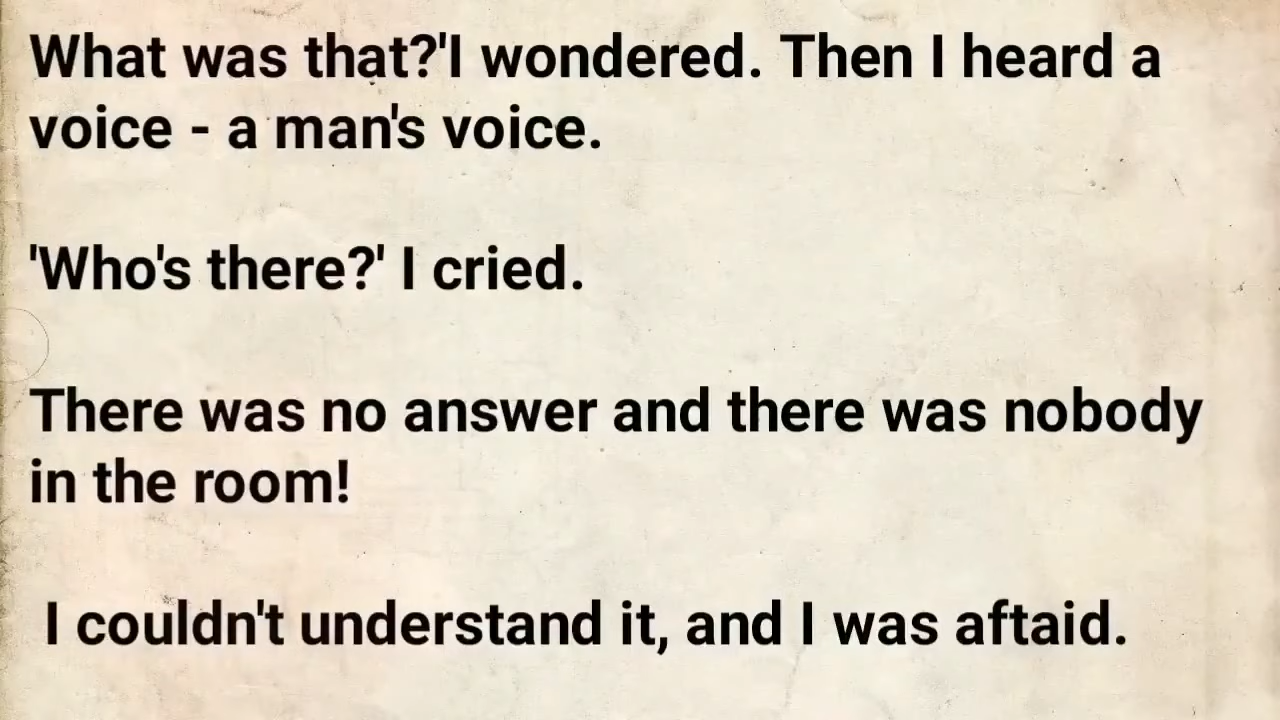 What was that?'I wondered. Then I heard a
voice - a man's voice.
'Who's there?' I cried.
There was no answer and there was nobody
in the room!
I couldn't understand it, and I was aftaid.